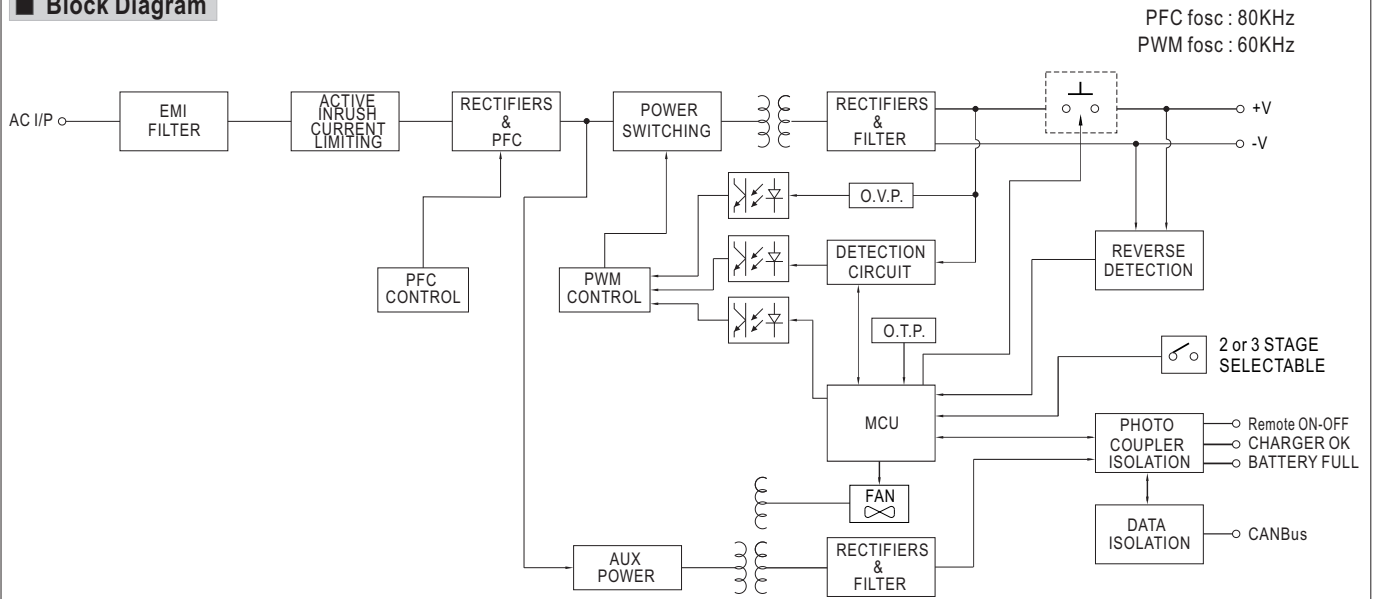 ■ Block Diagram
PFC fosc : 80KHz
PWM fosc : 60KHz
AC I/P
EMI
FILTER
ACTIVE
INRUSH
CURRENT
LIMITING
RECTIFIERS
&
PFC
POWER
SWITCHING
RECTIFIERS
&
FILTER
+V
-V
O.V.P.
DETECTION
CIRCUIT
REVERSE
DETECTION
PFC
CONTROL
PWM
CONTROL
O.T.P.
2 or 3 STAGE
SELECTABLE
MCU
PHOTO
COUPLER
ISOLATION
Remote ON-OFF
CHARGER OK
BATTERY FULL
FAN
DATA
ISOLATION
CANBus
AUX
POWER
RECTIFIERS
&
FILTER